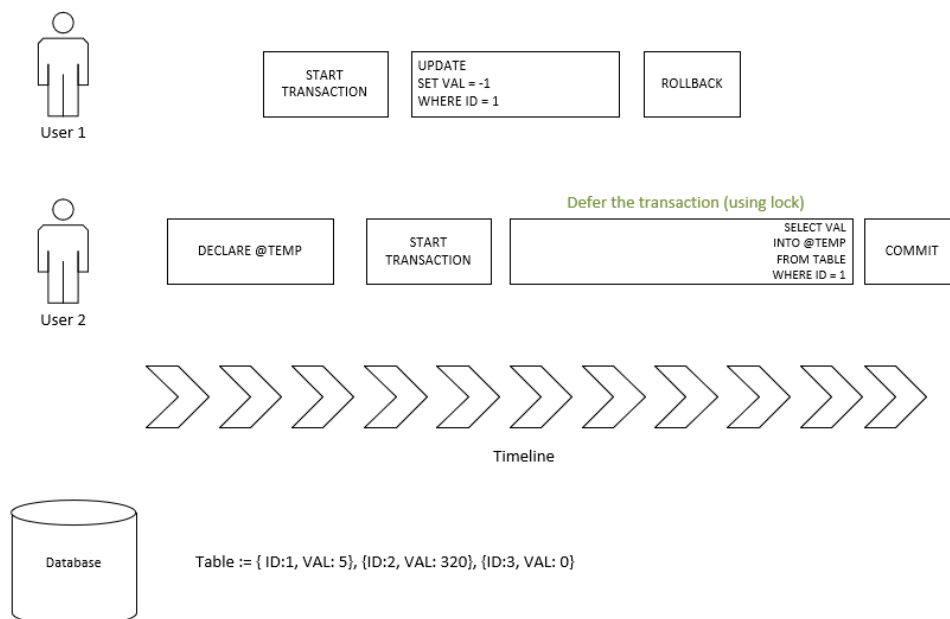 START
TRANSACTION
UPDATE
SET VAL = -1
WHERE ID = 1
ROLLBACK
User 1
Defer the transaction (using lock)
DECLARE @TEMP
START
TRANSACTION
SELECT VAL
INTO @TEMP
FROM TABLE
WHERE ID = 1
COMMIT
User 2
Timeline
Database
Table := { ID:1, VAL: 5}, {ID:2, VAL: 320}, {ID:3, VAL: 0}